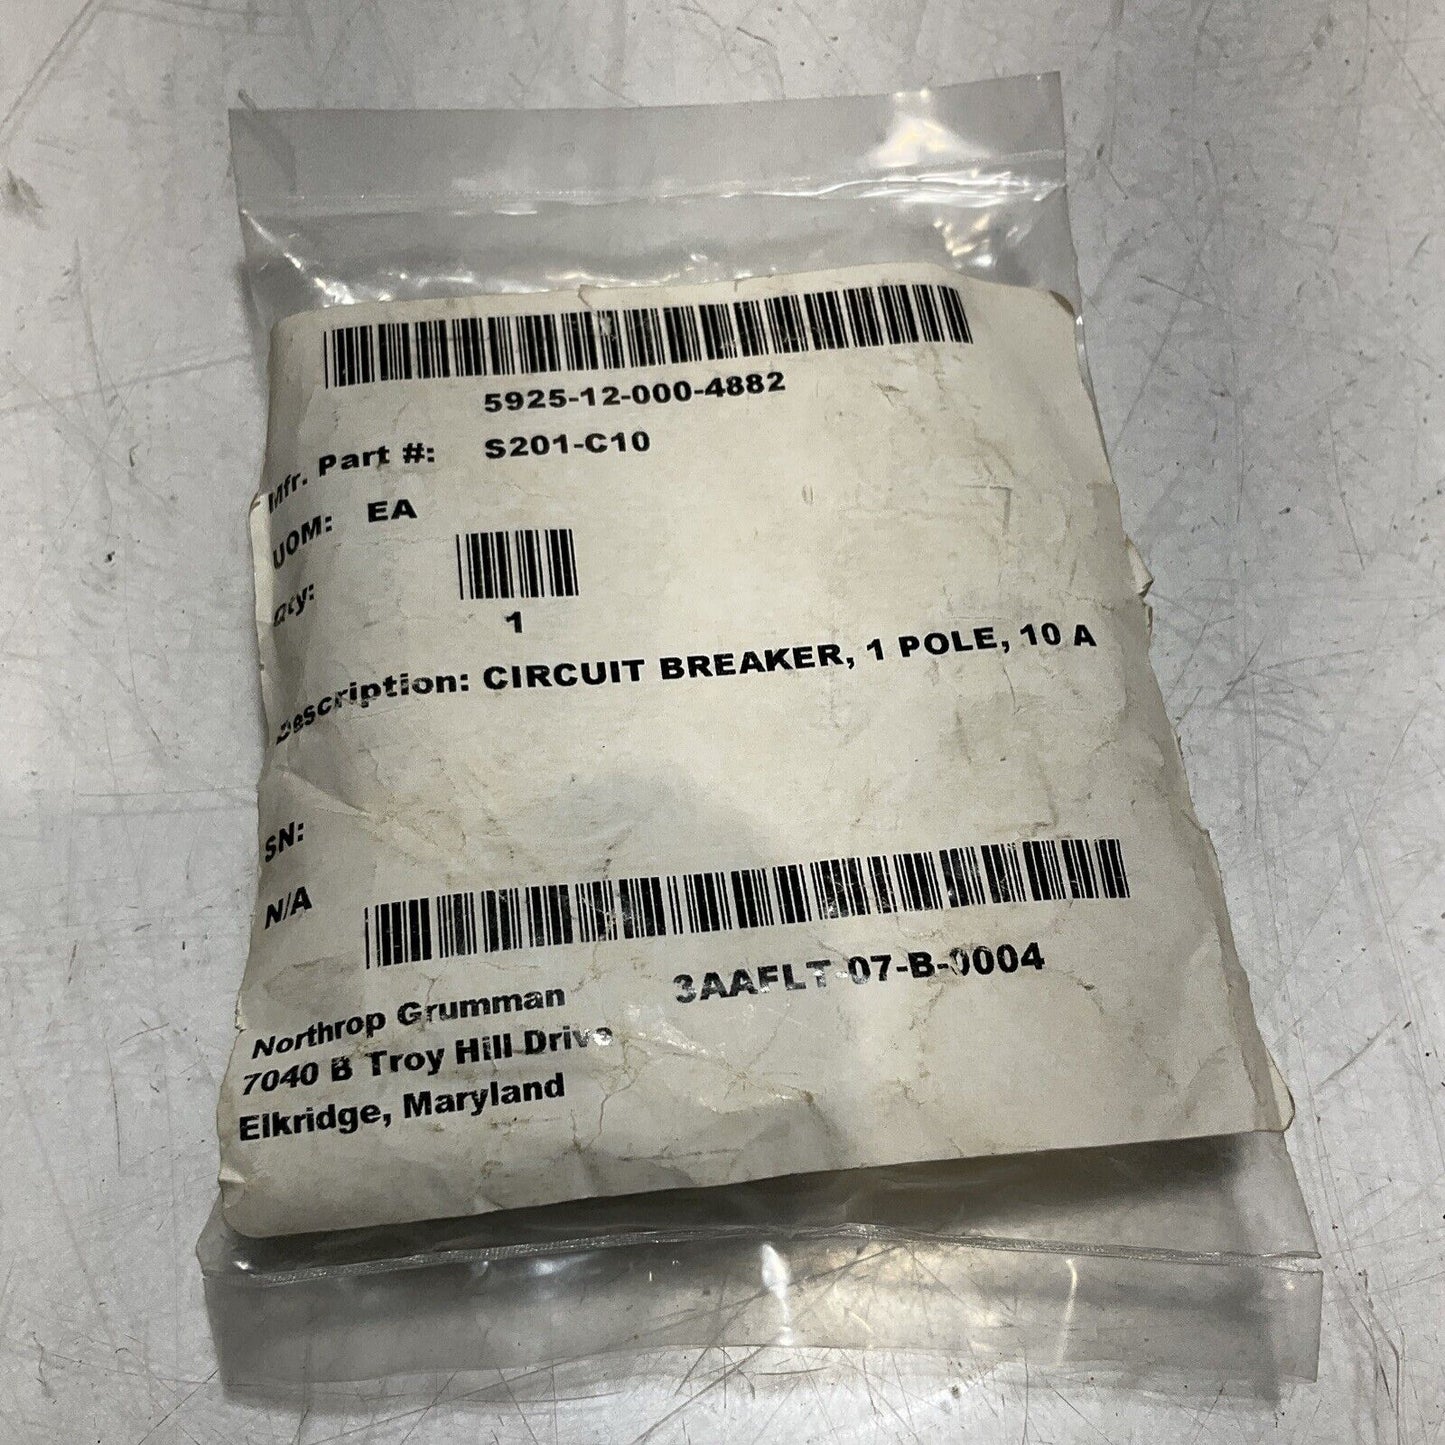 5925-12-000-4882
Mfr. Part #: S201-C10
UOM: EA
Qty:
1
Description: CIRCUIT BREAKER, 1 POLE, 10 A
SN:
N/A
3AAFLT-07-B-0004
Northrop Grumman
7040 B Troy Hill Drive
Elkridge, Maryland